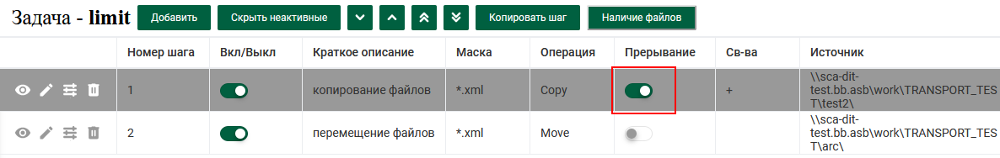 Задача - limit Добавить Скрыть неактивные Копировать шаг Наличие файлов
Номер шага Вкл/Выкл Краткое описание Маска Операция Прерывание Св-ва Источник
1 копирование файлов *.xml Copy + \\sca-dit-
test.bb.asb\work\TRANSPORT_TES
T\test2\
2 перемещение файлов *.xml Move \\sca-dit-
test.bb.asb\work\TRANSPORT_TES
T\arc\